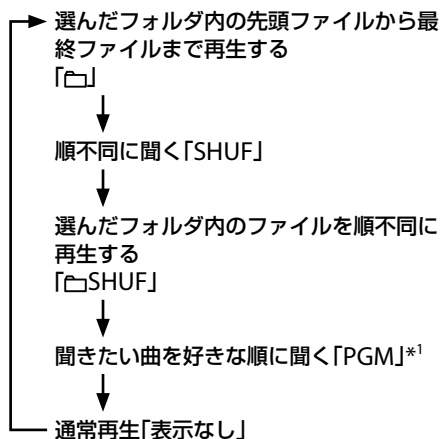 選んだフォルダ内の先頭ファイルから最
終ファイルまで再生する
「」
順不同に聞く「SHUF」
選んだフォルダ内のファイルを順不同に
再生する
「SHUF」
聞きたい曲を好きな順に聞く「PGM」*1
通常再生「表示なし」